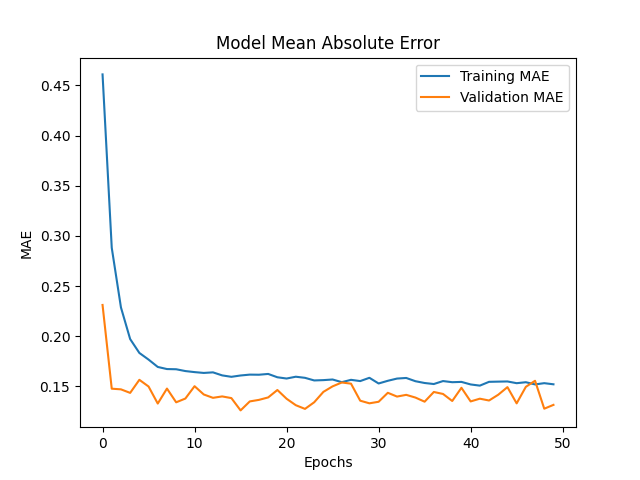 Model Mean Absolute Error
Training MAE
Validation MAE
0.45
0.40
0.35
0.30
0.25
0.20
0.15
MAE
0 10 20 30 40 50
Epochs